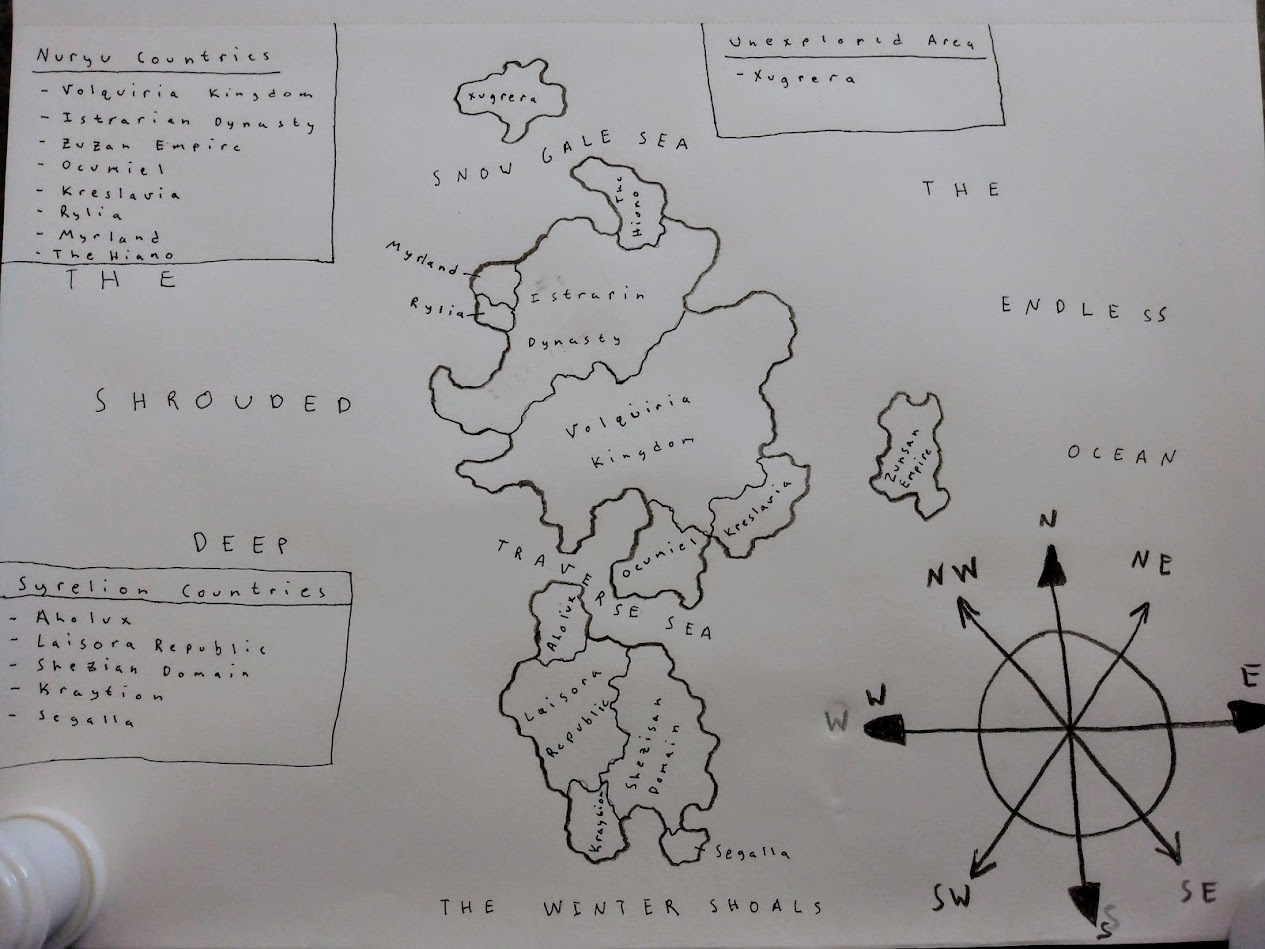 Nuryu Countries
- Volquiria Kingdom
- Istrarian Dynasty
- Zuzan Empire
- Ocumiel
- Kreslavia
- Rylia
- Myrland
- The Hiano
Unexplorid Area
- Xugrera
Xugrera
SNOW GALE SEA
The
Hiono
THE
ENDLESS
OCEAN
THE
SHROUDED
DEEP
Myrland
Rylia
Istrarin
Dynasty
Volquiria
Kingdom
Zunsan
Empire
Kreslavia
Ocumiel
TRAVERSE SEA
Syrelion Countries
- Aholux
- Laisora Republic
- Shezian Domain
- Kraytion
- Segalla
Aholux
Laisora
Republic
Shezisan
Domain
Kraytion
Segalla
THE WINTER SHOALS
N
NW
NE
W
W
E
SW
SE
S
S